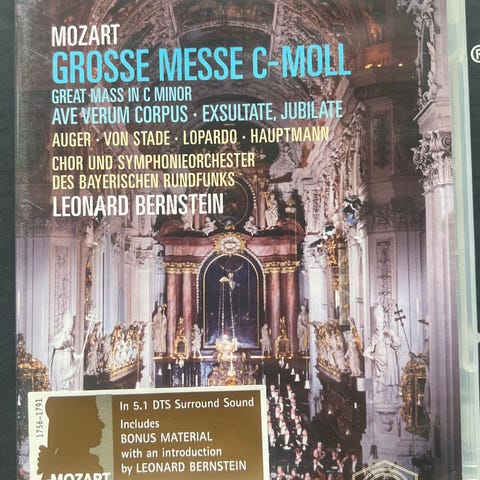 MOZART
GROSSE MESSE C-MOLL
GREAT MASS IN C MINOR
AVE VERUM CORPUS · EXSULTATE, JUBILATE
AUGER · VON STADE · LOPARDO · HAUPTMANN
CHOR UND SYMPHONIEORCHESTER
DES BAYERISCHEN RUNDFUNKS
LEONARD BERNSTEIN
®
1756-1791
In 5.1 DTS Surround Sound
Includes
BONUS MATERIAL
with an introduction
by LEONARD BERNSTEIN
MOZART